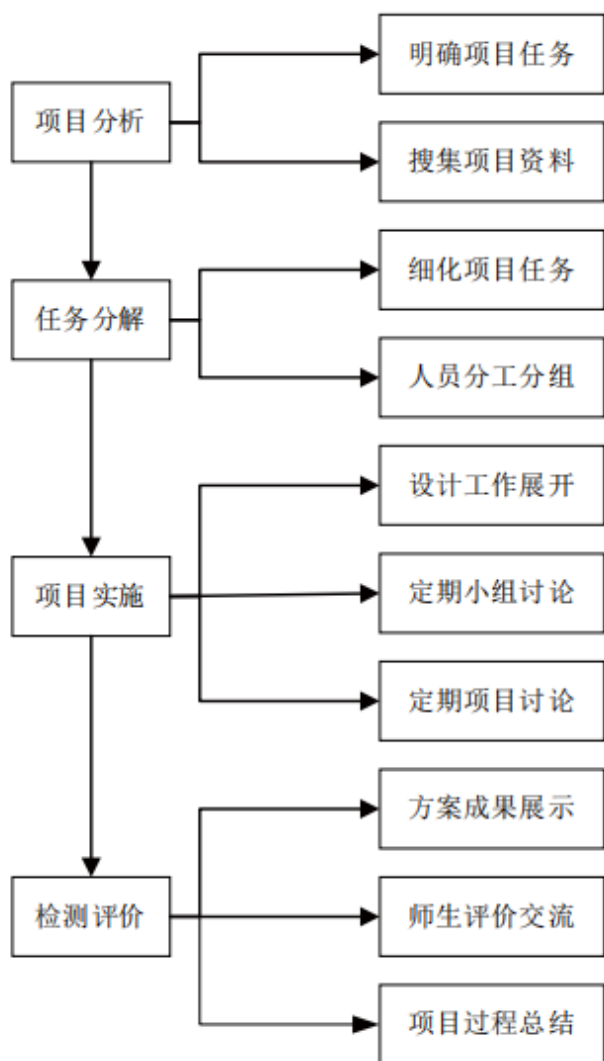 项目分析
明确项目任务
搜集项目资料
任务分解
细化项目任务
人员分工分组
项目实施
设计工作展开
定期小组讨论
定期项目讨论
检测评价
方案成果展示
师生评价交流
项目过程总结